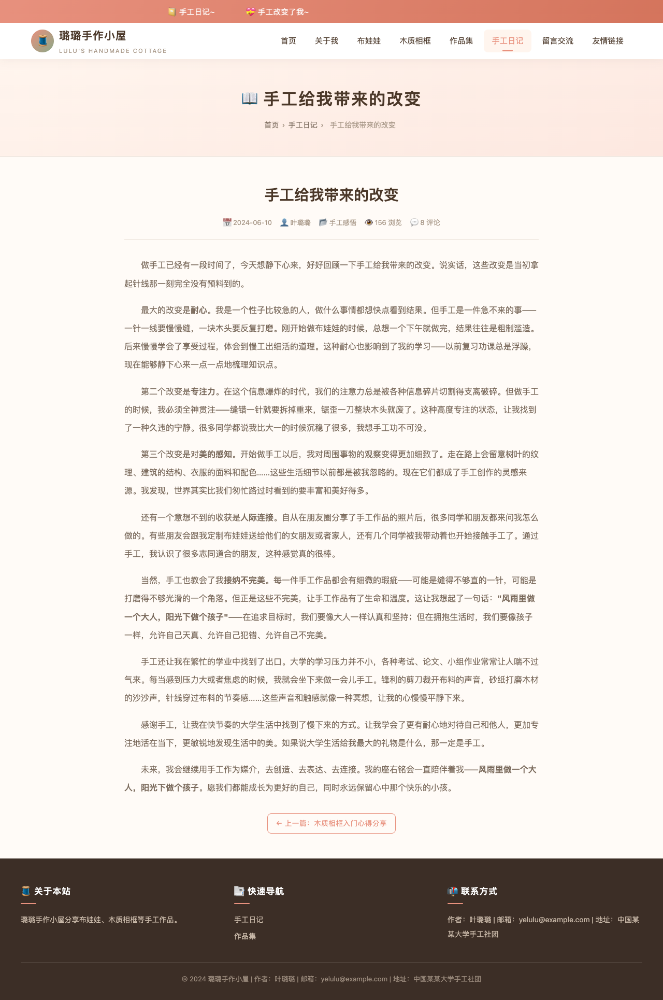 📒 手工日记~ 💝 手工改变了我~
璐璐手作小屋
LULU'S HANDMADE COTTAGE
首页 关于我 布娃娃 木质相框 作品集 手工日记 留言交流 友情链接
📖 手工给我带来的改变
首页 › 手工日记 › 手工给我带来的改变
手工给我带来的改变
📅 2024-06-10 👤 叶璐璐 📁 手工感悟 👁️ 156 浏览 💬 8 评论
做手工已经有一段时间了，今天想静下心来，好好回顾一下手工给我带来的改变。说实话，这些改变是当初拿
起针线那一刻完全没有预料到的。
最大的改变是耐心。我是一个性子比较急的人，做什么事情都想快点看到结果。但手工是一件急不来的事——
一针一线要慢慢缝，一块木头要反复打磨。刚开始做布娃娃的时候，总想一个下午就做完，结果往往是粗制滥造。
后来慢慢学会了享受过程，体会到慢工出细活的道理。这种耐心也影响到了我的学习——以前复习功课总是浮躁，
现在能够静下心来一点一点地梳理知识点。
第二个改变是专注力。在这个信息爆炸的时代，我们的注意力总是被各种信息碎片切割得支离破碎。但做手工
的时候，我必须全神贯注——缝错一针就要拆掉重来，锯歪一刀整块木头就废了。这种高度专注的状态，让我找到
了一种久违的宁静。很多同学都说我比大一的时候沉稳了很多，我想手工功不可没。
第三个改变是对美的感知。开始做手工以后，我对周围事物的观察变得更加细致了。走在路上会留意树叶的纹
理、建筑的结构、衣服的面料和配色……这些生活细节以前都是被我忽略的。现在它们都成了手工创作的灵感来
源。我发现，世界其实比我们匆忙路过时看到的要丰富和美好得多。
还有一个意想不到的收获是人际连接。自从在朋友圈分享了手工作品的照片后，很多同学和朋友都来问我怎么
做的。有些朋友会跟我定制布娃娃送给他们的女朋友或者家人，还有几个同学被我带动着也开始接触手工了。通过
手工，我认识了很多志同道合的朋友，这种感觉真的很棒。
当然，手工也教会了我接纳不完美。每一件手工作品都会有细微的瑕疵——可能是缝得不够直的一针，可能是
打磨得不够光滑的一个角落。但正是这些不完美，让手工作品有了生命和温度。这让我想起了一句话："风雨里做
一个大人，阳光下做个孩子"——在追求目标时，我们要像大人一样认真和坚持；但在拥抱生活时，我们要像孩子
一样，允许自己天真、允许自己犯错、允许自己不完美。
手工还让我在繁忙的学业中找到了出口。大学的学习压力并不小，各种考试、论文、小组作业常常让人喘不过
气来。每当感到压力大或者焦虑的时候，我就会坐下来做一会儿手工。锋利的剪刀裁开布料的声音，砂纸打磨木材
的沙沙声，针线穿过布料的节奏感……这些声音和触感就像一种冥想，让我的心慢慢平静下来。
感谢手工，让我在快节奏的大学生活中找到了慢下来的方式。让我学会了更有耐心地对待自己和他人，更加专
注地活在当下，更敏锐地发现生活中的美。如果说大学生活给我最大的礼物是什么，那一定是手工。
未来，我会继续用手工作为媒介，去创造、去表达、去连接。我的座右铭会一直陪伴着我——风雨里做一个大
人，阳光下做个孩子。愿我们都能成长为更好的自己，同时永远保留心中那个快乐的小孩。
← 上一篇：木质相框入门心得分享
🧵 关于本站
璐璐手作小屋分享布娃娃、木质相框等手工作品。
📑 快速导航
手工日记
作品集
📬 联系方式
作者：叶璐璐 | 邮箱：yelulu@example.com | 地址：中国某
某大学手工社团
© 2024 璐璐手作小屋 | 作者：叶璐璐 | 邮箱：yelulu@example.com | 地址：中国某某大学手工社团